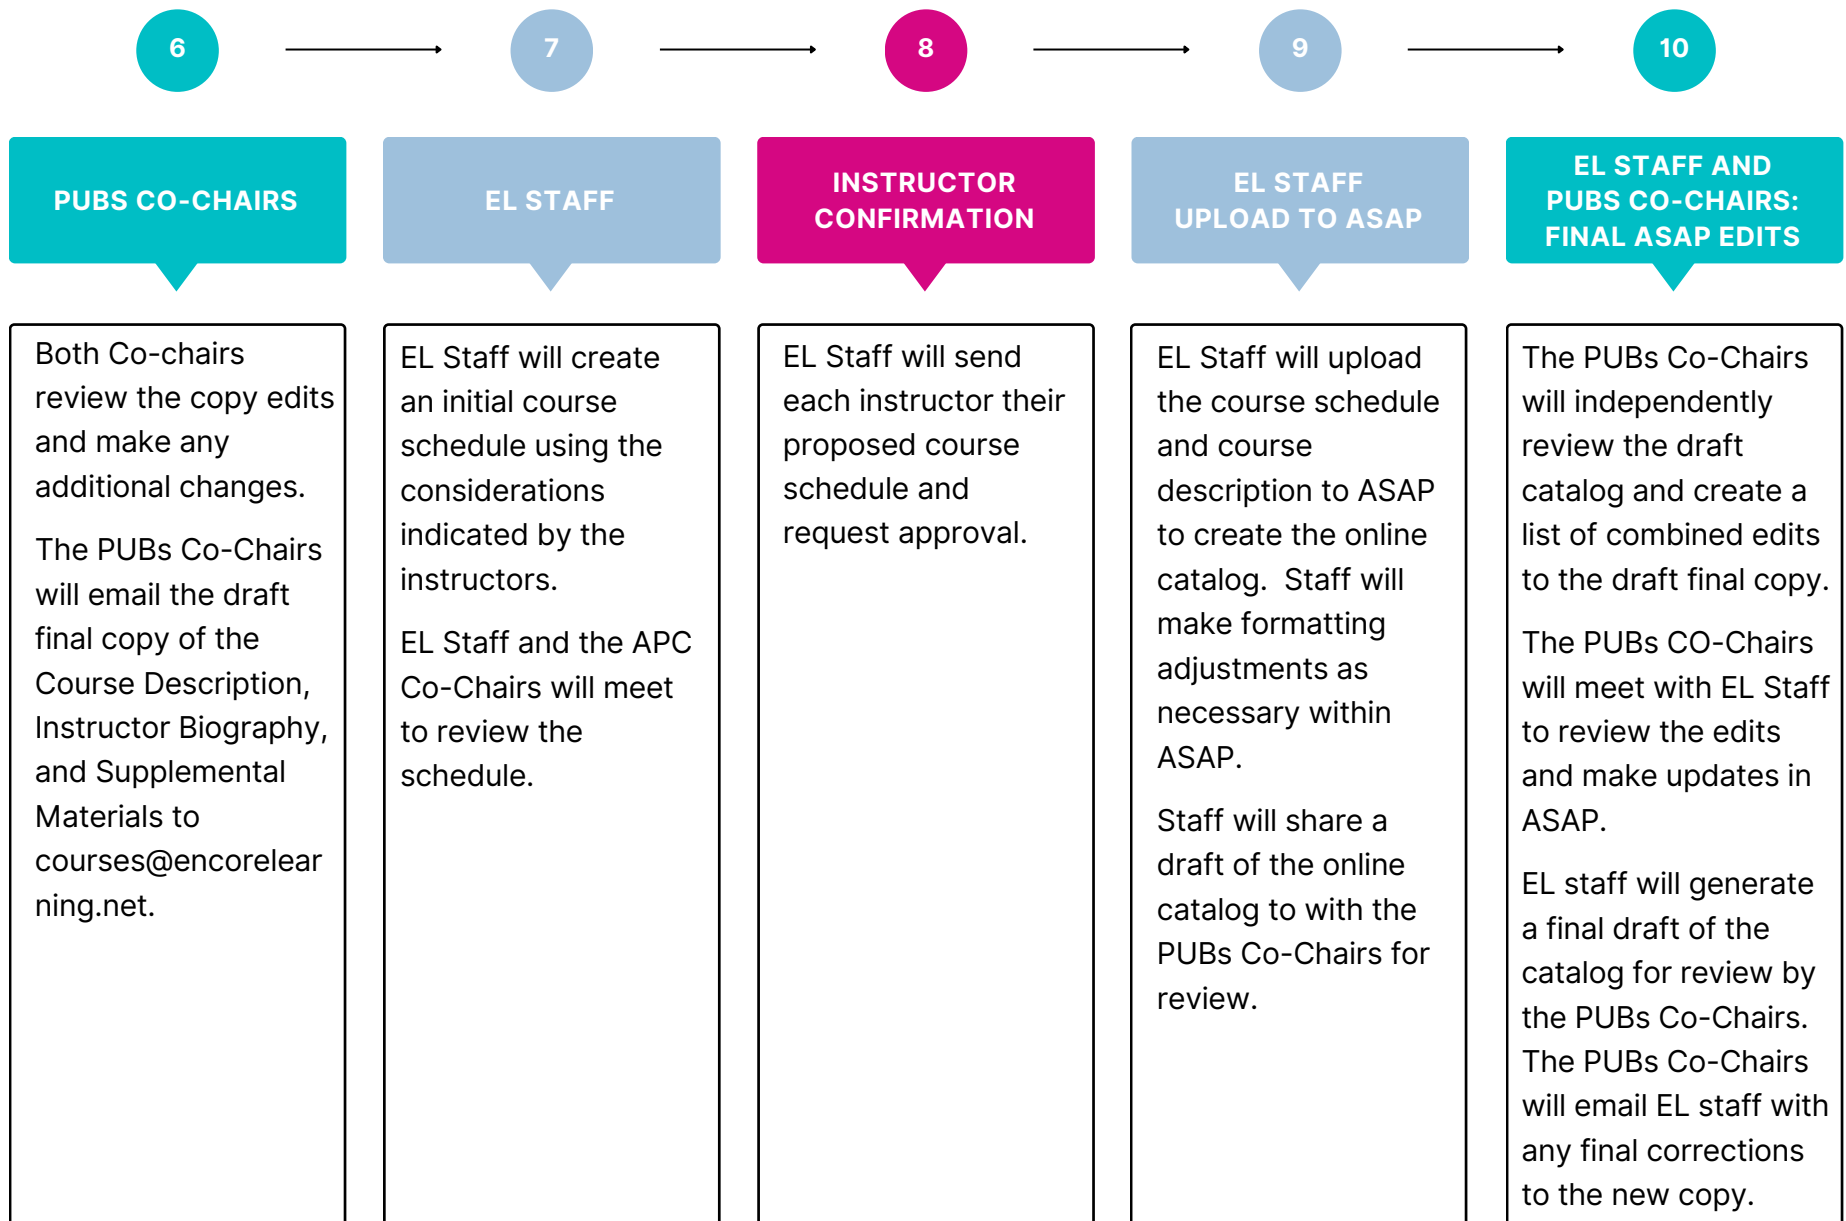 6
7
8
9
10
PUBS CO-CHAIRS
EL STAFF
INSTRUCTOR
CONFIRMATION
EL STAFF
UPLOAD TO ASAP
EL STAFF AND
PUBS CO-CHAIRS:
FINAL ASAP EDITS
Both Co-chairs
review the copy edits
and make any
additional changes.
The PUBs Co-Chairs
will email the draft
final copy of the
Course Description,
Instructor Biography,
and Supplemental
Materials to
courses@encorelear
ning.net.
EL Staff will create
an initial course
schedule using the
considerations
indicated by the
instructors.
EL Staff and the APC
Co-Chairs will meet
to review the
schedule.
EL Staff will send
each instructor their
proposed course
schedule and
request approval.
EL Staff will upload
the course schedule
and course
description to ASAP
to create the online
catalog.  Staff will
make formatting
adjustments as
necessary within
ASAP.
Staff will share a
draft of the online
catalog to with the
PUBs Co-Chairs for
review.
The PUBs Co-Chairs
will independently
review the draft
catalog and create a
list of combined edits
to the draft final copy.
The PUBs CO-Chairs
will meet with EL Staff
to review the edits
and make updates in
ASAP.
EL staff will generate
a final draft of the
catalog for review by
the PUBs Co-Chairs.
The PUBs Co-Chairs
will email EL staff with
any final corrections
to the new copy.